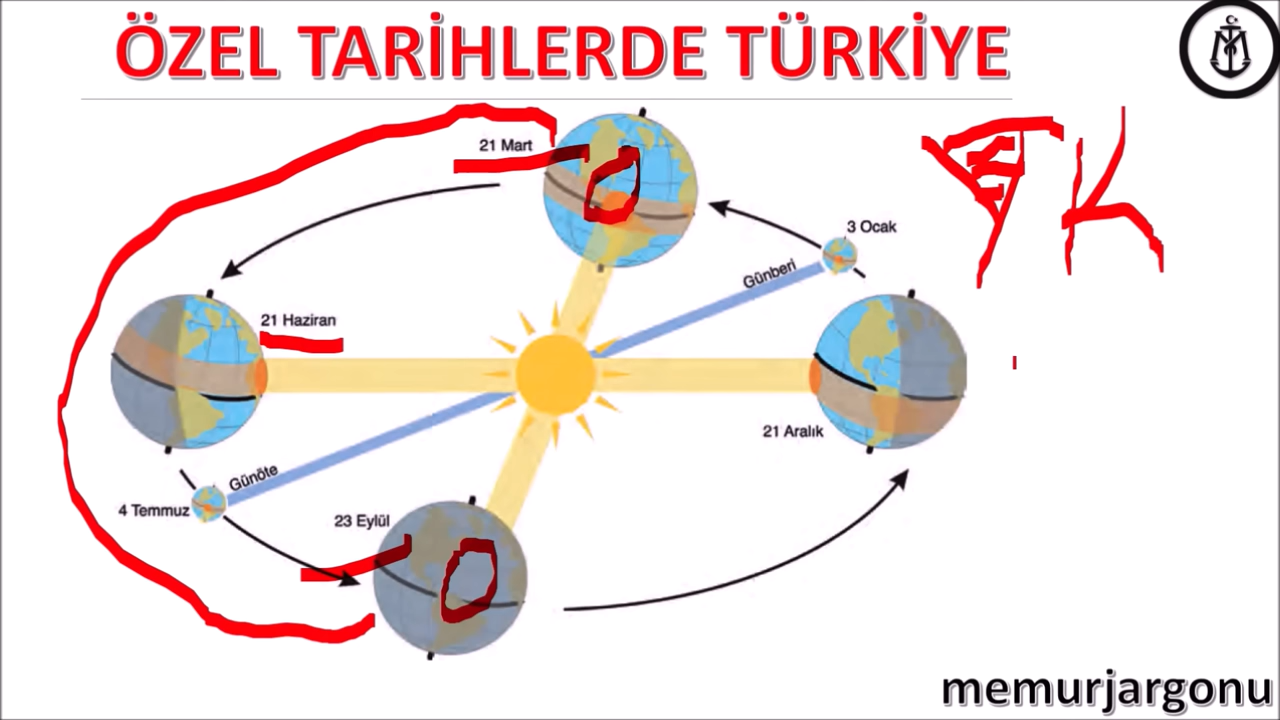 ÖZEL TARİHLERDE TÜRKİYE
21 Mart
3 Ocak
Günberi
21 Haziran
21 Aralık
Günöte
4 Temmuz
23 Eylül
memurjargonu